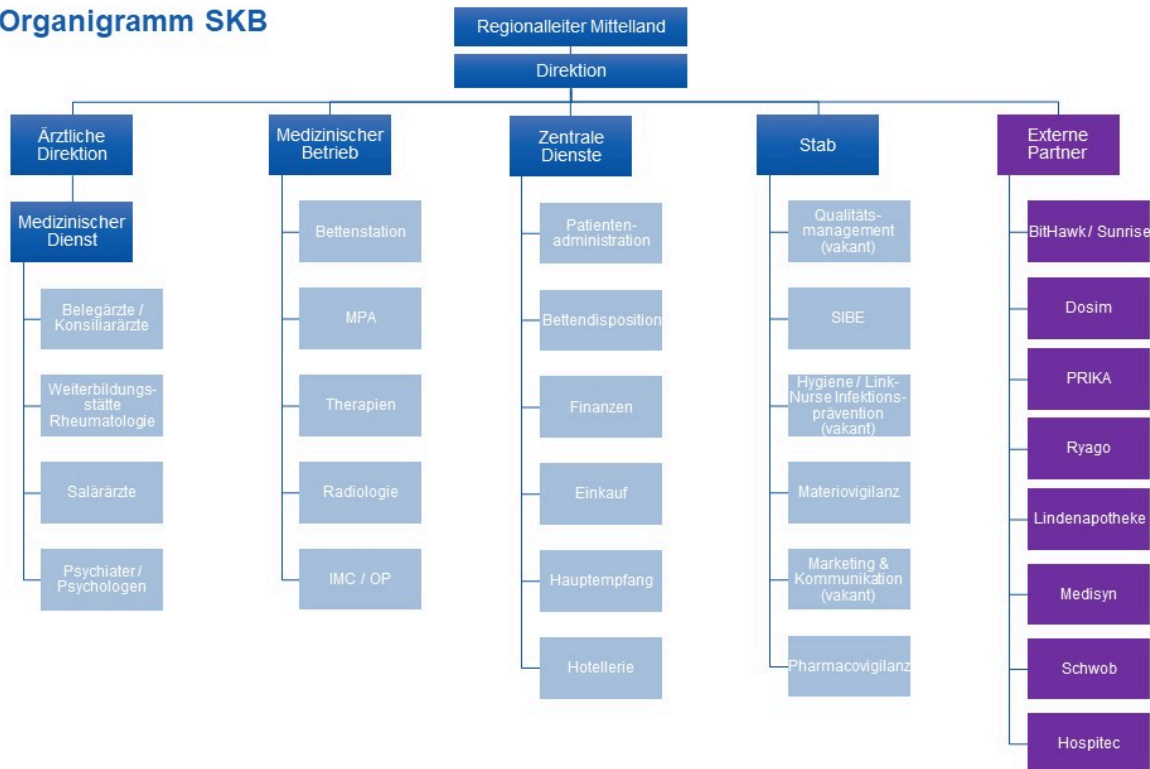 Organigramm SKB
Regionalleiter Mittelland
Direktion
Ärztliche
Direktion
Medizinischer
Dienst
Belegärzte /
Konsiliarärzte
Weiterbildungs-
stätte
Rheumatologie
Salärärzte
Psychiater /
Psychologen
Medizinischer
Betrieb
Bettenstation
MPA
Therapien
Radiologie
IMC / OP
Zentrale
Dienste
Patienten-
administration
Bettendisposition
Finanzen
Einkauf
Hauptempfang
Hotellerie
Stab
Qualitäts-
management
(vakant)
SIBE
Hygiene / Link-
Nurse Infektions-
prävention
(vakant)
Materiovigilanz
Marketing &
Kommunikation
(vakant)
Pharmacovigilanz
Externe
Partner
BitHawk / Sunrise
Dosim
PRIKA
Ryago
Lindenapotheke
Medisyn
Schwob
Hospitec